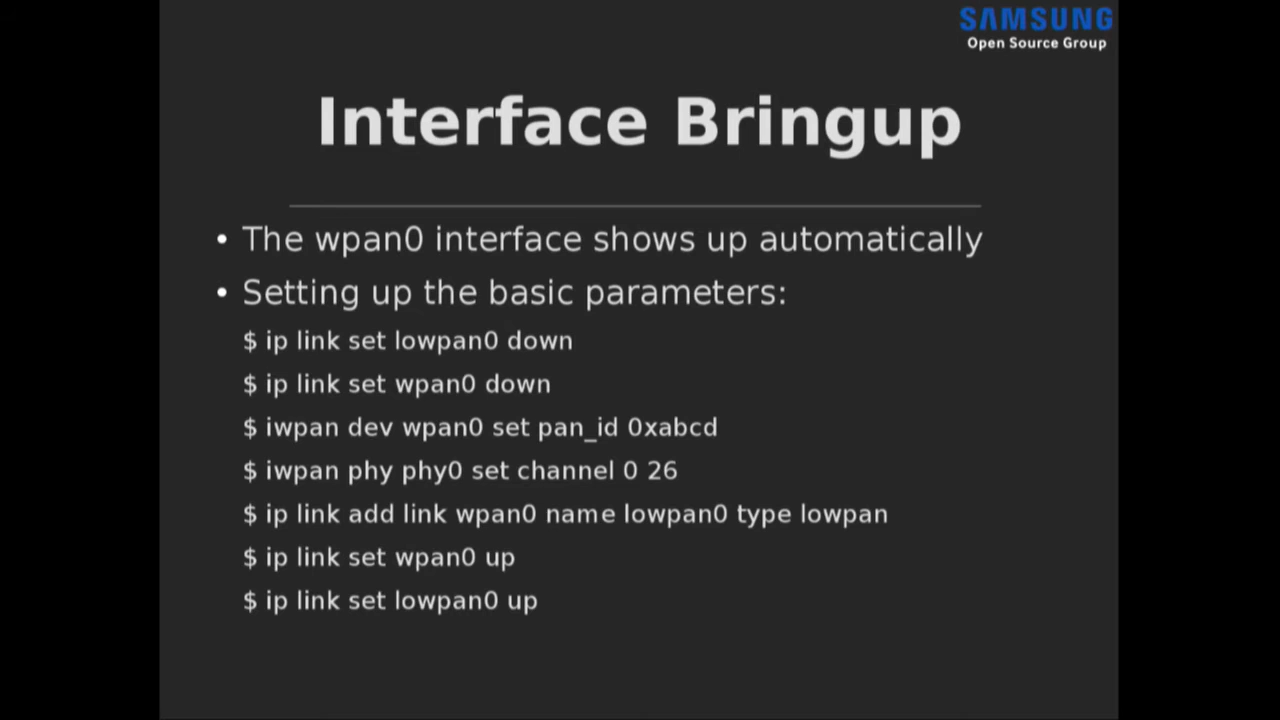 SAMSUNG
Open Source Group
Interface Bringup
• The wpan0 interface shows up automatically
• Setting up the basic parameters:
$ ip link set lowpan0 down
$ ip link set wpan0 down
$ iwpan dev wpan0 set pan_id 0xabcd
$ iwpan phy phy0 set channel 0 26
$ ip link add link wpan0 name lowpan0 type lowpan
$ ip link set wpan0 up
$ ip link set lowpan0 up